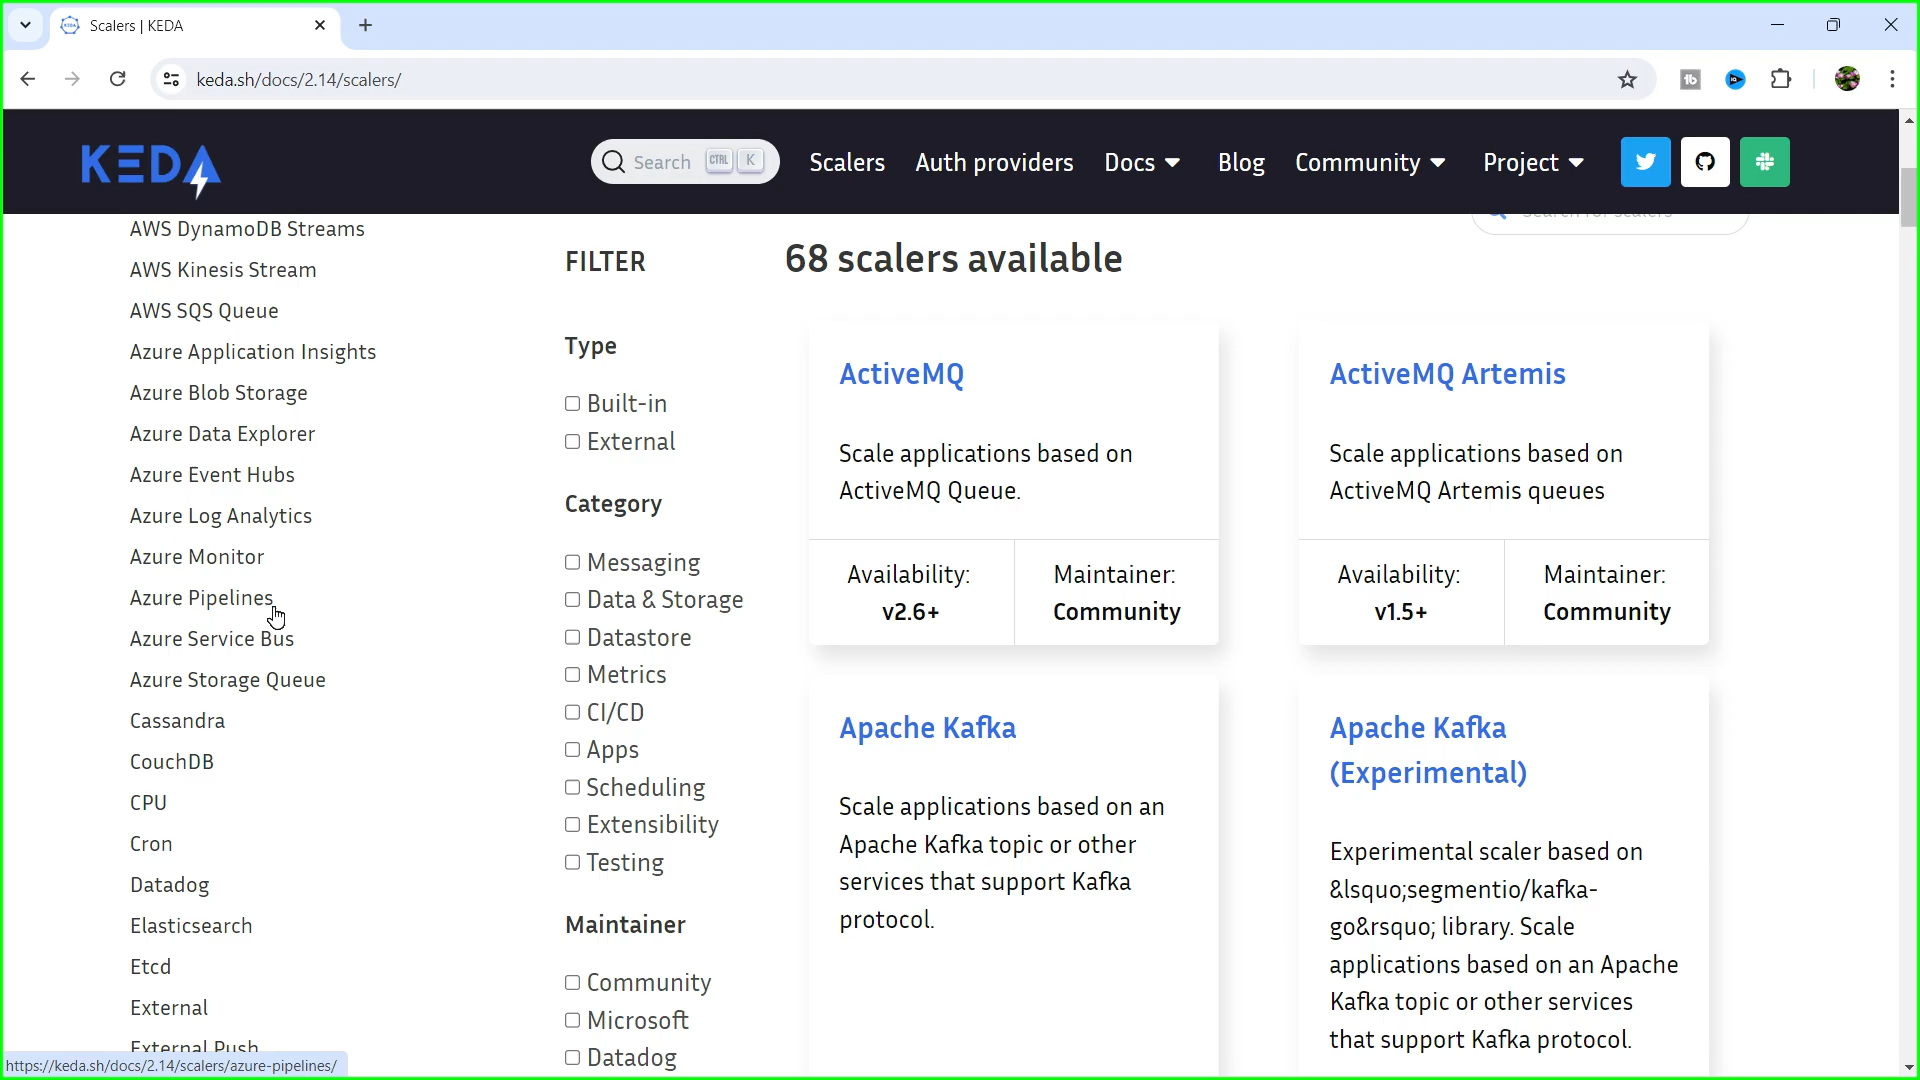 Scalers | KEDA
keda.sh/docs/2.14/scalers/
KEDA
Search CTRL K
Scalers
Auth providers
Docs
Blog
Community
Project
AWS DynamoDB Streams
AWS Kinesis Stream
AWS SQS Queue
Azure Application Insights
Azure Blob Storage
Azure Data Explorer
Azure Event Hubs
Azure Log Analytics
Azure Monitor
Azure Pipelines
Azure Service Bus
Azure Storage Queue
Cassandra
CouchDB
CPU
Cron
Datadog
Elasticsearch
Etcd
External
External Push
https://keda.sh/docs/2.14/scalers/azure-pipelines/
FILTER
Type
Built-in
External
Category
Messaging
Data & Storage
Datastore
Metrics
CI/CD
Apps
Scheduling
Extensibility
Testing
Maintainer
Community
Microsoft
Datadog
Search for scalers
68 scalers available
ActiveMQ
Scale applications based on
ActiveMQ Queue.
Availability:
v2.6+
Maintainer:
Community
ActiveMQ Artemis
Scale applications based on
ActiveMQ Artemis queues
Availability:
v1.5+
Maintainer:
Community
Apache Kafka
Scale applications based on an
Apache Kafka topic or other
services that support Kafka
protocol.
Apache Kafka
(Experimental)
Experimental scaler based on
&lsquo;segmentio/kafka-
go&rsquo; library. Scale
applications based on an Apache
Kafka topic or other services
that support Kafka protocol.